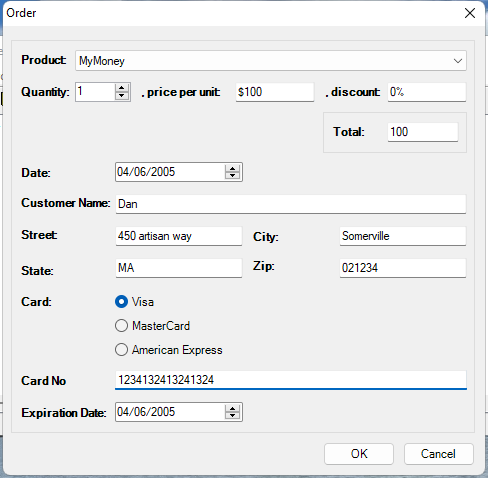 Order
Product: MyMoney
Quantity: 1 , price per unit: $100 , discount: 0%
Total: 100
Date: 04/06/2005
Customer Name: Dan
Street: 450 artisan way City: Somerville
State: MA Zip: 021234
Card: Visa
MasterCard
American Express
Card No 1234132413241324
Expiration Date: 04/06/2005
OK Cancel